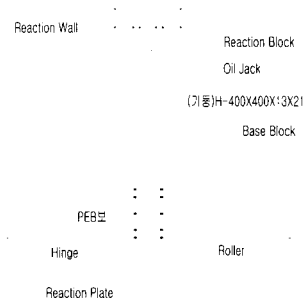 Reaction Wall
Reaction Block
Oil Jack
(기둥)H-400X400X13X21
Base Block
PEB보
Hinge
Roller
Reaction Plate